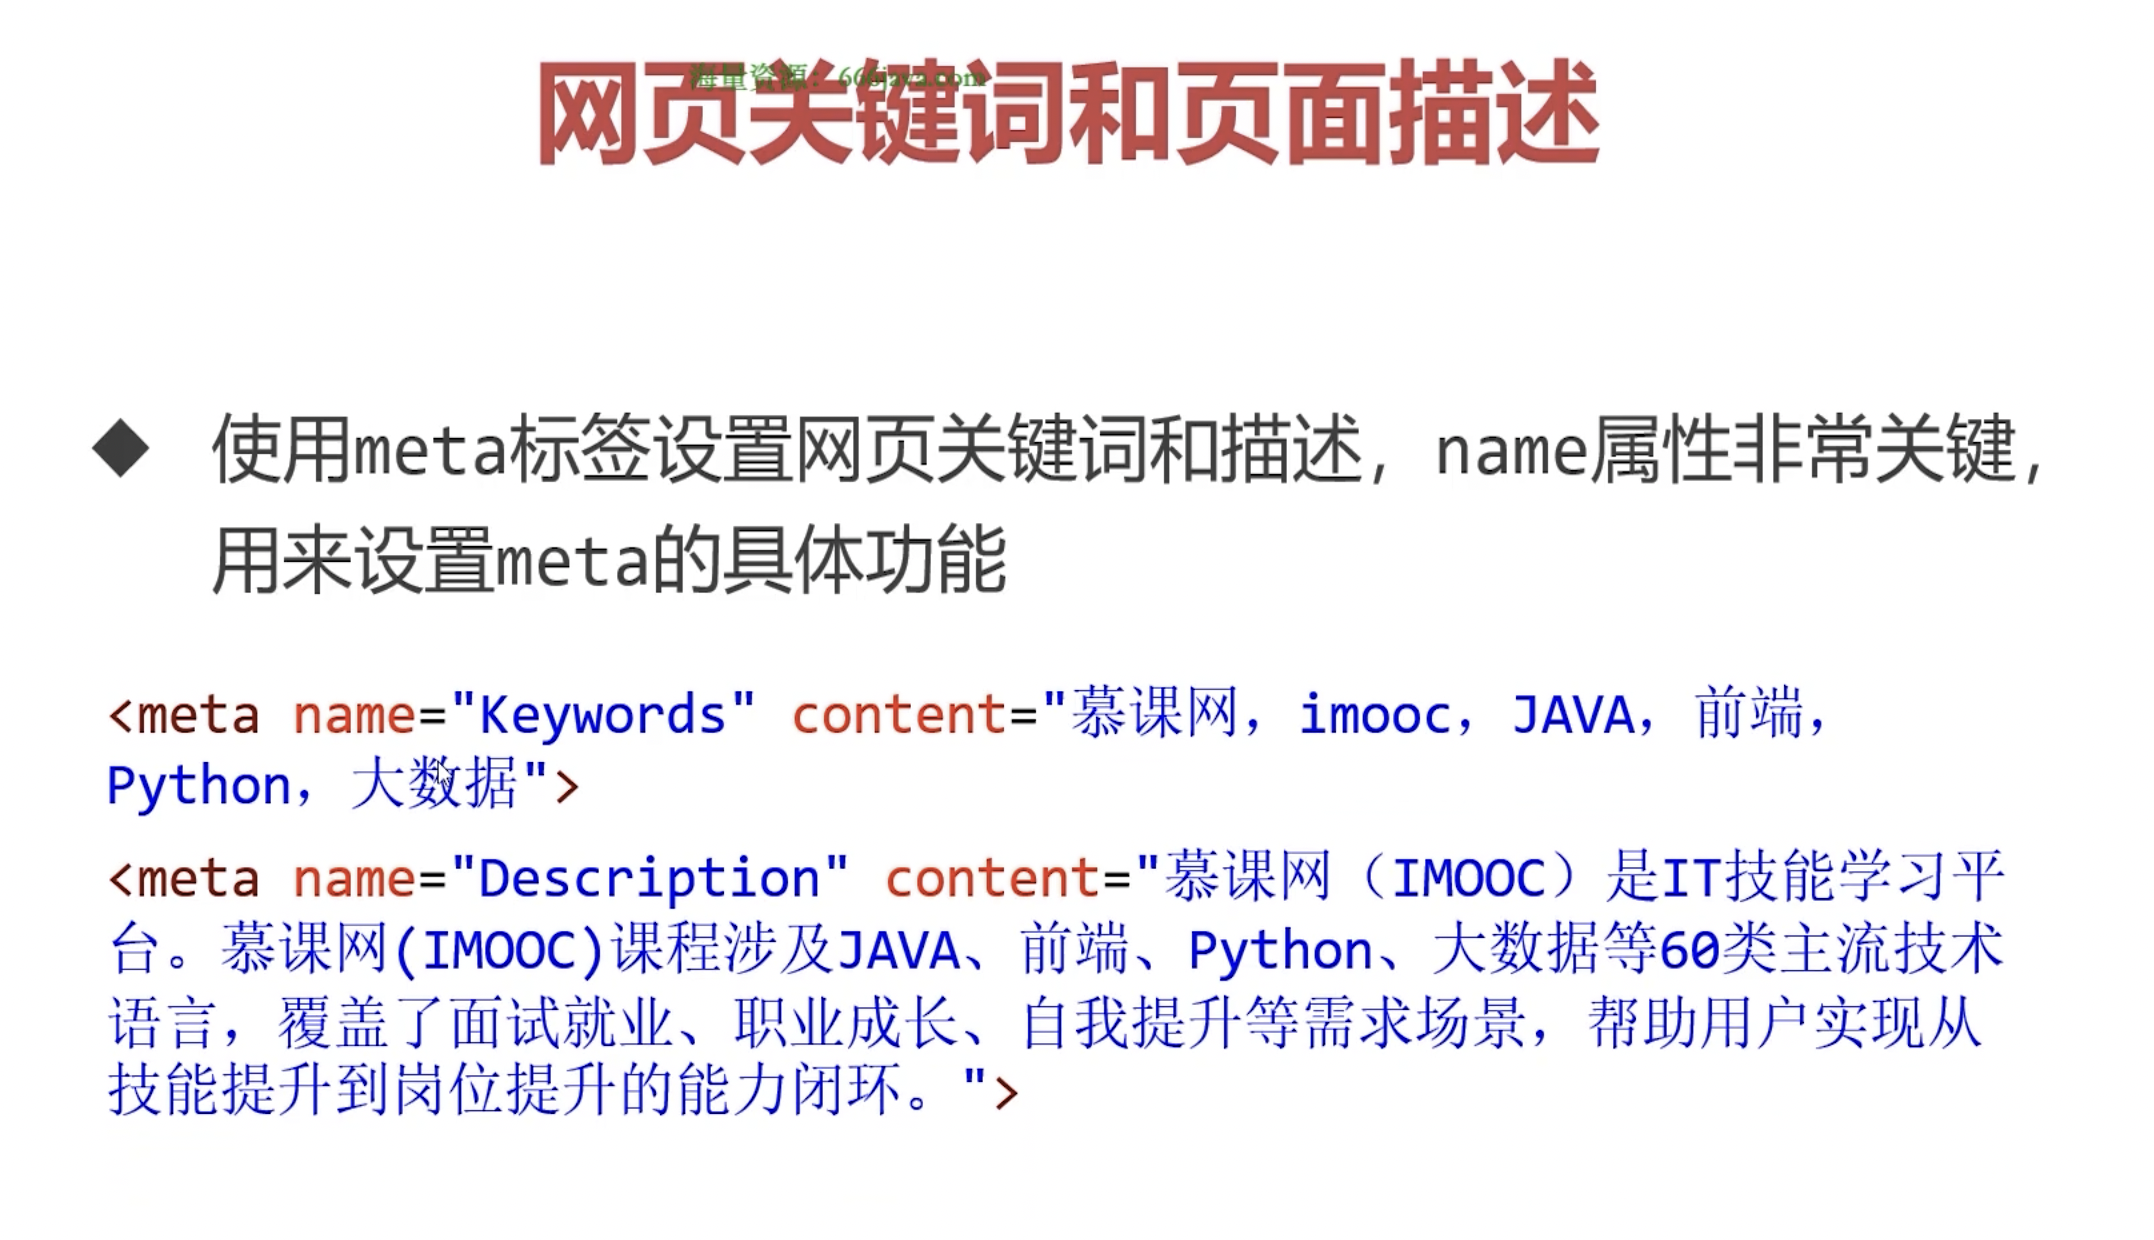 网页关键词和页面描述
海量资源：666java.com
◆ 使用meta标签设置网页关键词和描述，name属性非常关键，
用来设置meta的具体功能
<meta name="Keywords" content="慕课网，imooc，JAVA，前端，
Python，大数据">
<meta name="Description" content="慕课网（IMOOC）是IT技能学习平
台。慕课网(IMOOC)课程涉及JAVA、前端、Python、大数据等60类主流技术
语言，覆盖了面试就业、职业成长、自我提升等需求场景，帮助用户实现从
技能提升到岗位提升的能力闭环。">